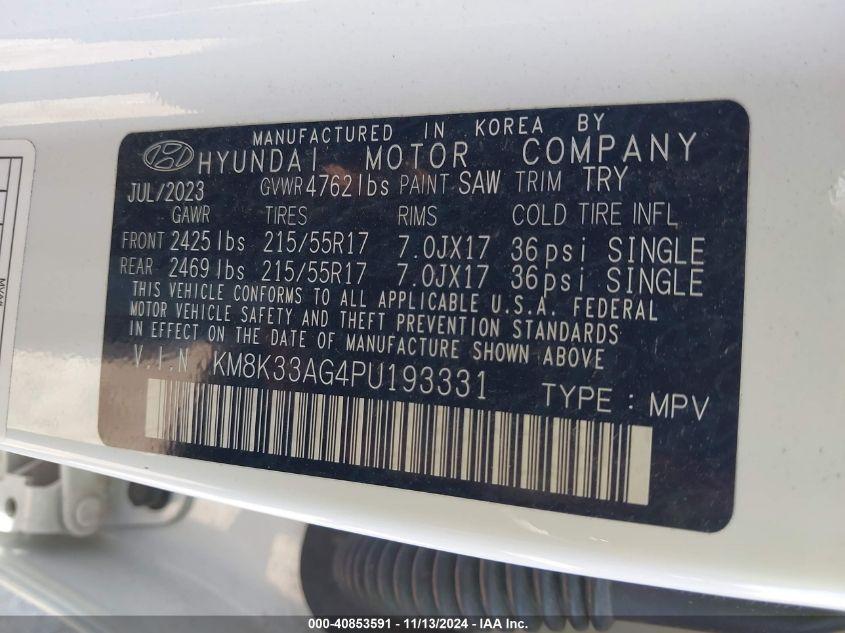 MANUFACTURED IN KOREA BY
HYUNDAI MOTOR COMPANY
JUL/2023 GVWR 4762lbs PAINT SAW TRIM TRY
GAWR TIRES RIMS COLD TIRE INFL
FRONT 2425lbs 215/55R17 7.0JX17 36psi SINGLE
REAR 2469lbs 215/55R17 7.0JX17 36psi SINGLE
THIS VEHICLE CONFORMS TO ALL APPLICABLE U.S.A. FEDERAL
MOTOR VEHICLE SAFETY AND THEFT PREVENTION STANDARDS
IN EFFECT ON THE DATE OF MANUFACTURE SHOWN ABOVE.
V.I.N. KM8K33AG4PU193331 TYPE : MPV
000-40853591 - 11/13/2024 - IAA Inc.